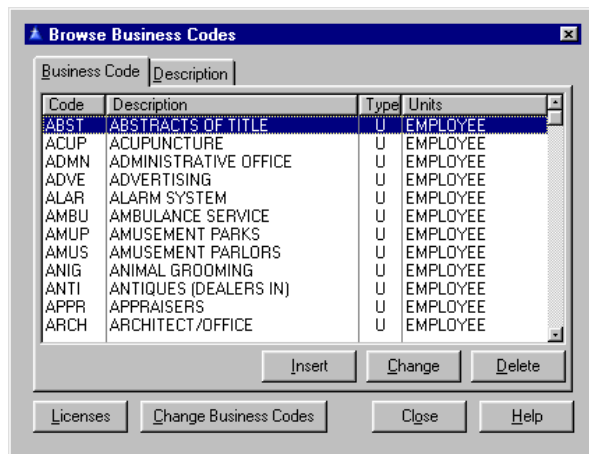 Browse Business Codes
Business Code Description
Code Description Type Units
ABST ABSTRACTS OF TITLE U EMPLOYEE
ACUP ACUPUNCTURE U EMPLOYEE
ADMN ADMINISTRATIVE OFFICE U EMPLOYEE
ADVE ADVERTISING U EMPLOYEE
ALAR ALARM SYSTEM U EMPLOYEE
AMBU AMBULANCE SERVICE U EMPLOYEE
AMUP AMUSEMENT PARKS U EMPLOYEE
AMUS AMUSEMENT PARLORS U EMPLOYEE
ANIG ANIMAL GROOMING U EMPLOYEE
ANTI ANTIQUES (DEALERS IN) U EMPLOYEE
APPR APPRAISERS U EMPLOYEE
ARCH ARCHITECT/OFFICE U EMPLOYEE
Insert Change Delete
Licenses Change Business Codes Close Help